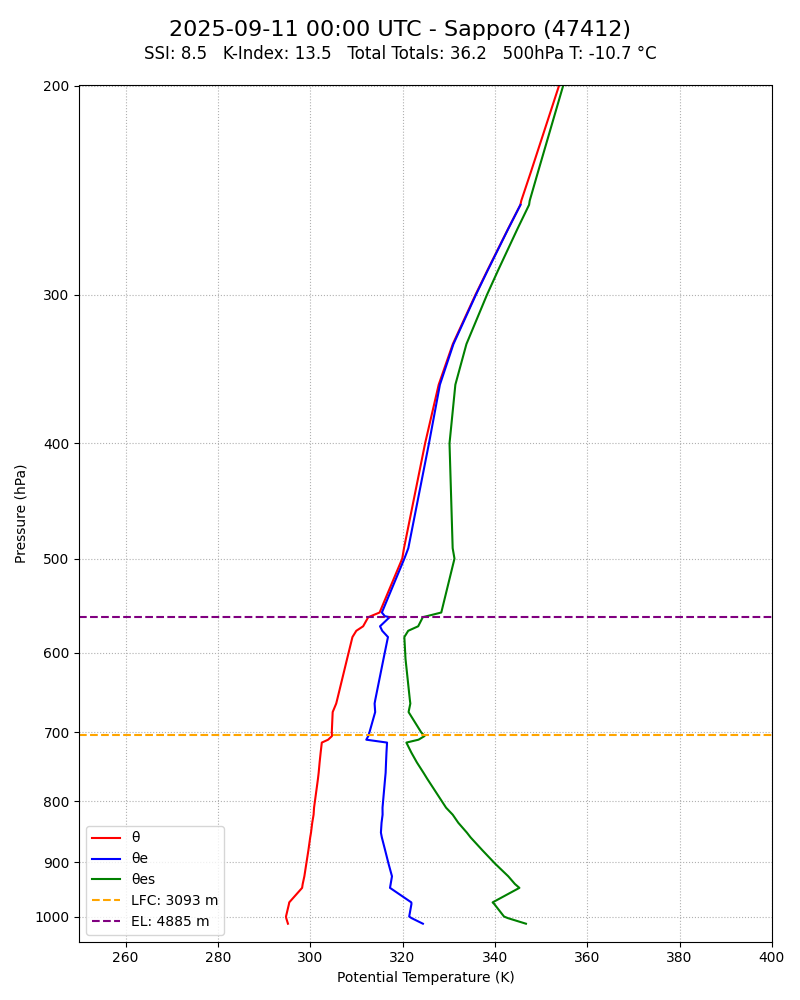 2025-09-11 00:00 UTC - Sapporo (47412)
SSI: 8.5 K-Index: 13.5 Total Totals: 36.2 500hPa T: -10.7 °C
200
300
400
500
600
700
800
900
1000
Pressure (hPa)
θ
θe
θes
LFC: 3093 m
EL: 4885 m
260 280 300 320 340 360 380 400
Potential Temperature (K)